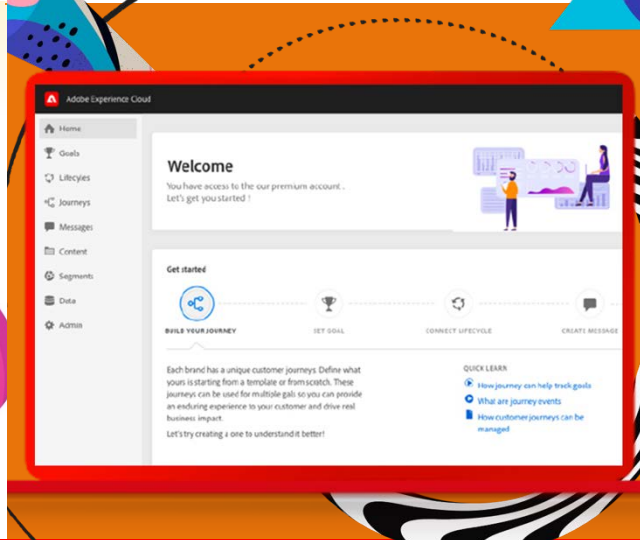 Adobe Experience Cloud
Home
Goals
Lifecyles
Journeys
Messages
Content
Segments
Data
Admin
Welcome
You have access to the our premium account .
Let's get you started !
Get started
BUILD YOUR JOURNEY
SET GOAL
CONNECT LIFECYCLE
CREATE MESSAGE
Each brand has a unique customer journeys. Define what
yours is starting from a template or from scratch. These
journeys can be used for multiple gals so you can provide
an enduring experience to your customer and drive real
business impact.
Let's try creating a one to understand it better!
QUICK LEARN
How journey can help track goals
What are journey events
How customer journeys can be
managed